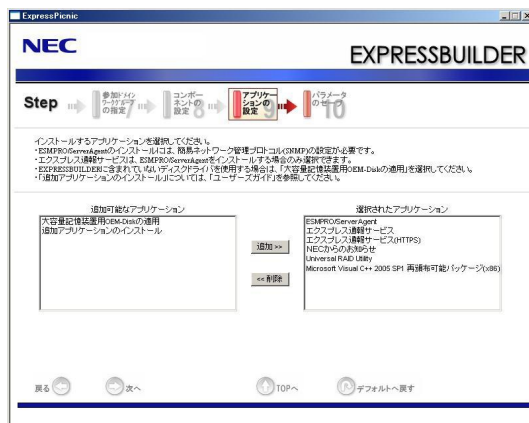 ExpressPicnic
NEC
EXPRESSBUILDER
Step
参加ドメイン
ワークグループ
の指定 7
コンポー
ネントの
設定 8
アプリケー
ションの
設定 9
パラメータ
のセーブ 10
インストールするアプリケーションを選択してください。
・ESMPRO/ServerAgentのインストールには、簡易ネットワーク管理プロトコル(SNMP)の設定が必要です。
・エクスプレス通報サービスは、ESMPRO/ServerAgentをインストールする場合のみ選択できます。
・EXPRESSBUILDERに含まれていないディスクドライバを使用する場合は、「大容量記憶装置用OEM-Diskの適用」を選択してください。
・「追加アプリケーションのインストール」については、「ユーザーズガイド」を参照してください。
追加可能なアプリケーション
大容量記憶装置用OEM-Diskの適用
追加アプリケーションのインストール
追加 >>
<< 削除
選択されたアプリケーション
ESMPRO/ServerAgent
エクスプレス通報サービス
エクスプレス通報サービス(HTTPS)
NECからのお知らせ
Universal RAID Utility
Microsoft Visual C++ 2005 SP1 再頒布可能パッケージ(x86)
戻る
次へ
TOPへ
デフォルトへ戻す